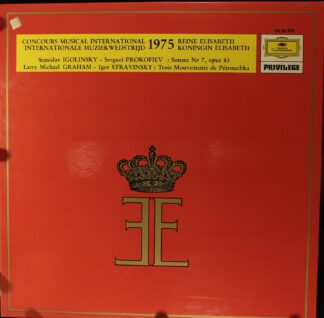 CONCOURS MUSICAL INTERNATIONAL 1975 REINE ELISABETH
INTERNATIONALE MUZIEKWEDSTRIJD KONINGIN ELISABETH
Stanislav IGOLINSKY - Sergueï PROKOFIEV : Sonate Nr 7, opus 83
Larry Michael GRAHAM - Igor STRAVINSKY : Trois Mouvements de Pétrouchka
PRIVILEGE